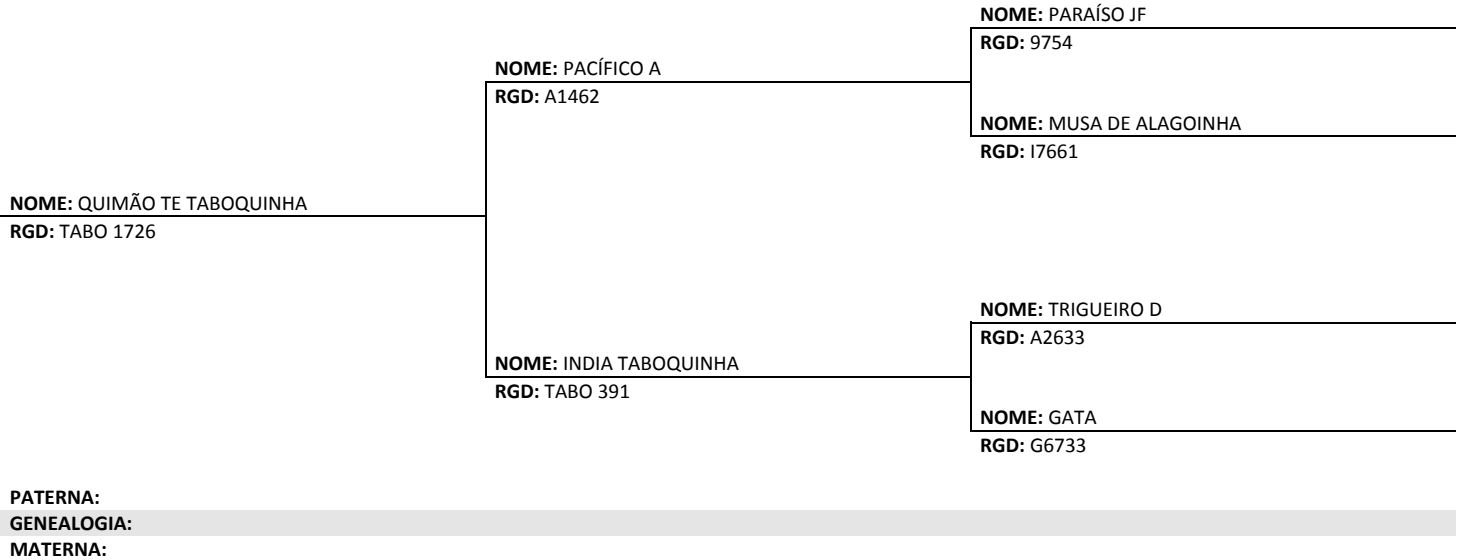 NOME: PARAÍSO JF
RGD: 9754
NOME: PACÍFICO A
RGD: A1462
NOME: MUSA DE ALAGOINHA
RGD: I7661
NOME: QUIMÃO TE TABOQUINHA
RGD: TABO 1726
NOME: TRIGUEIRO D
RGD: A2633
NOME: INDIA TABOQUINHA
RGD: TABO 391
NOME: GATA
RGD: G6733
PATERNA:
GENEALOGIA:
MATERNA: